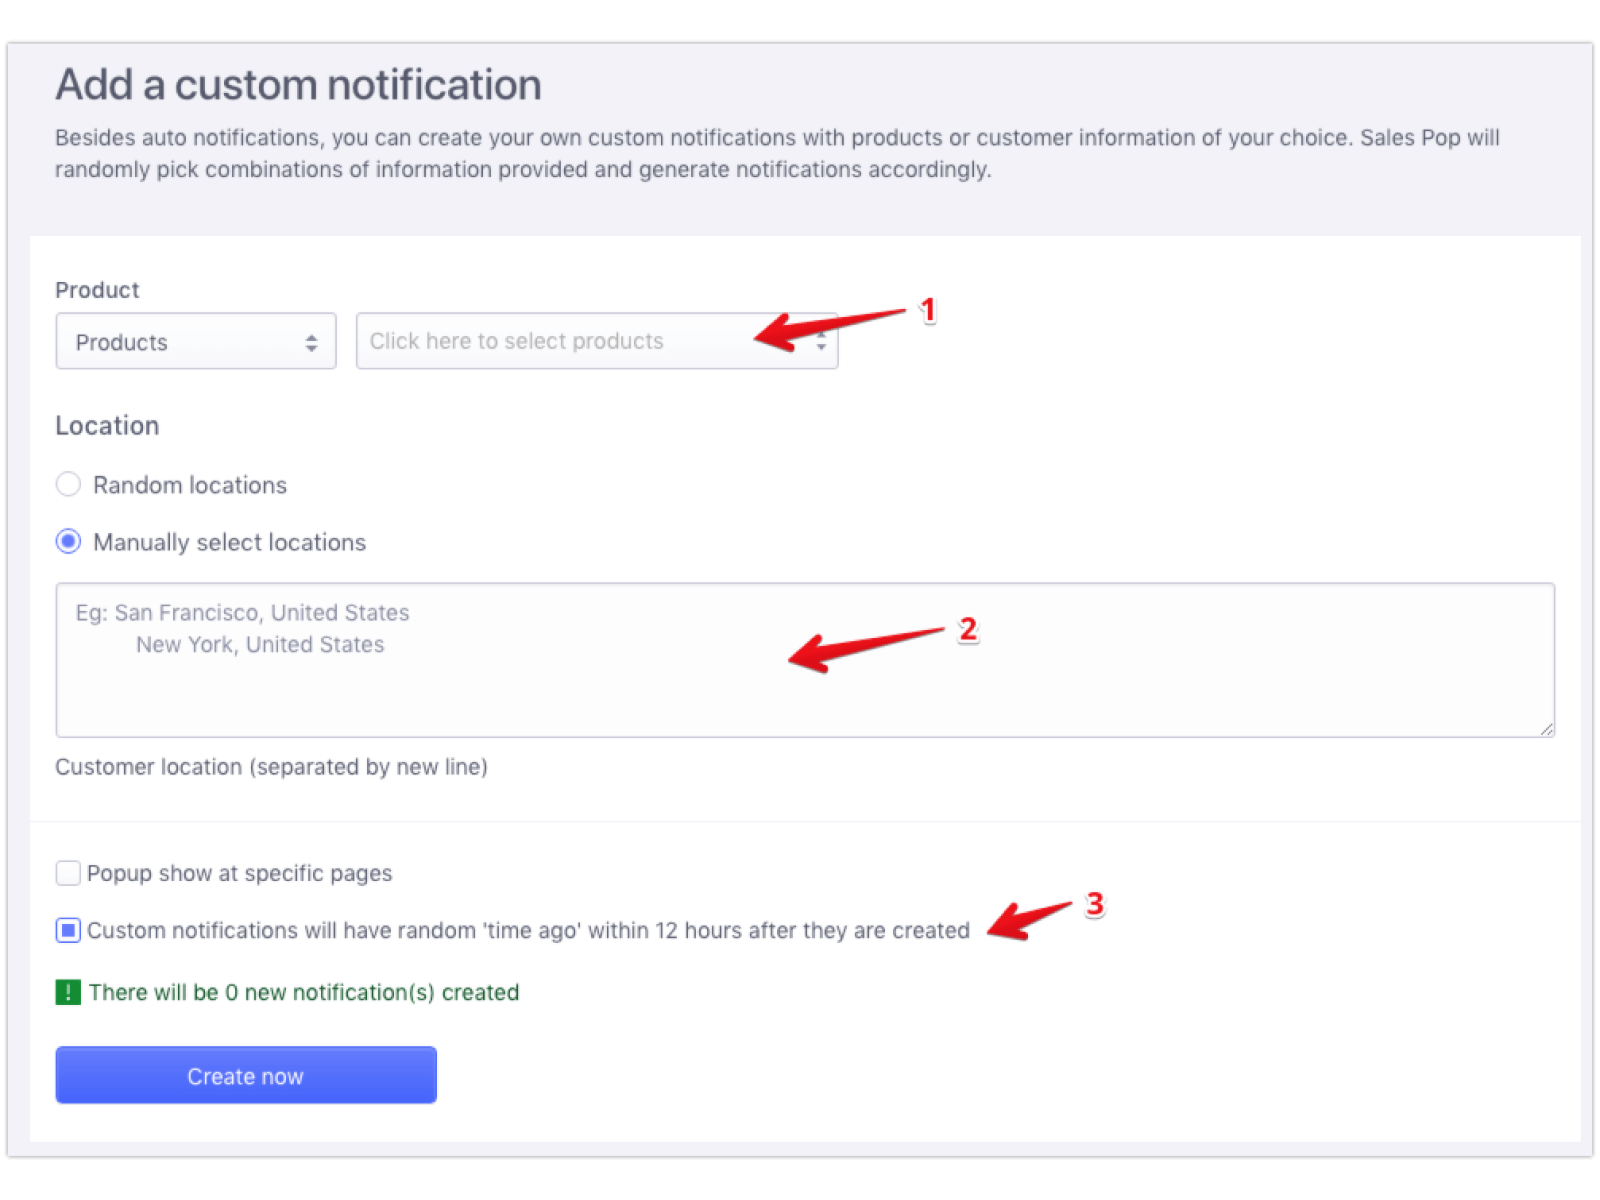 Add a custom notification
Besides auto notifications, you can create your own custom notifications with products or customer information of your choice. Sales Pop will
randomly pick combinations of information provided and generate notifications accordingly.
Product
Products
Click here to select products
1
Location
Random locations
Manually select locations
Eg: San Francisco, United States
New York, United States
2
Customer location (separated by new line)
Popup show at specific pages
Custom notifications will have random 'time ago' within 12 hours after they are created
3
! There will be 0 new notification(s) created
Create now